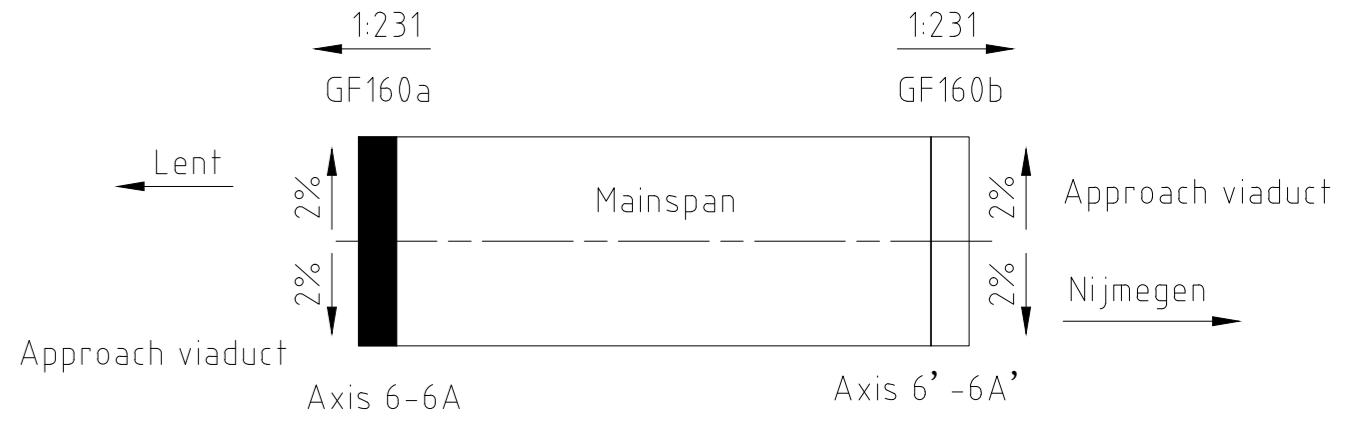 1:231
1:231
GF160a
GF160b
Lent
2%
Mainspan
2%
Approach viaduct
2%
2%
Nijmegen
Approach viaduct
Axis 6-6A
Axis 6'-6A'